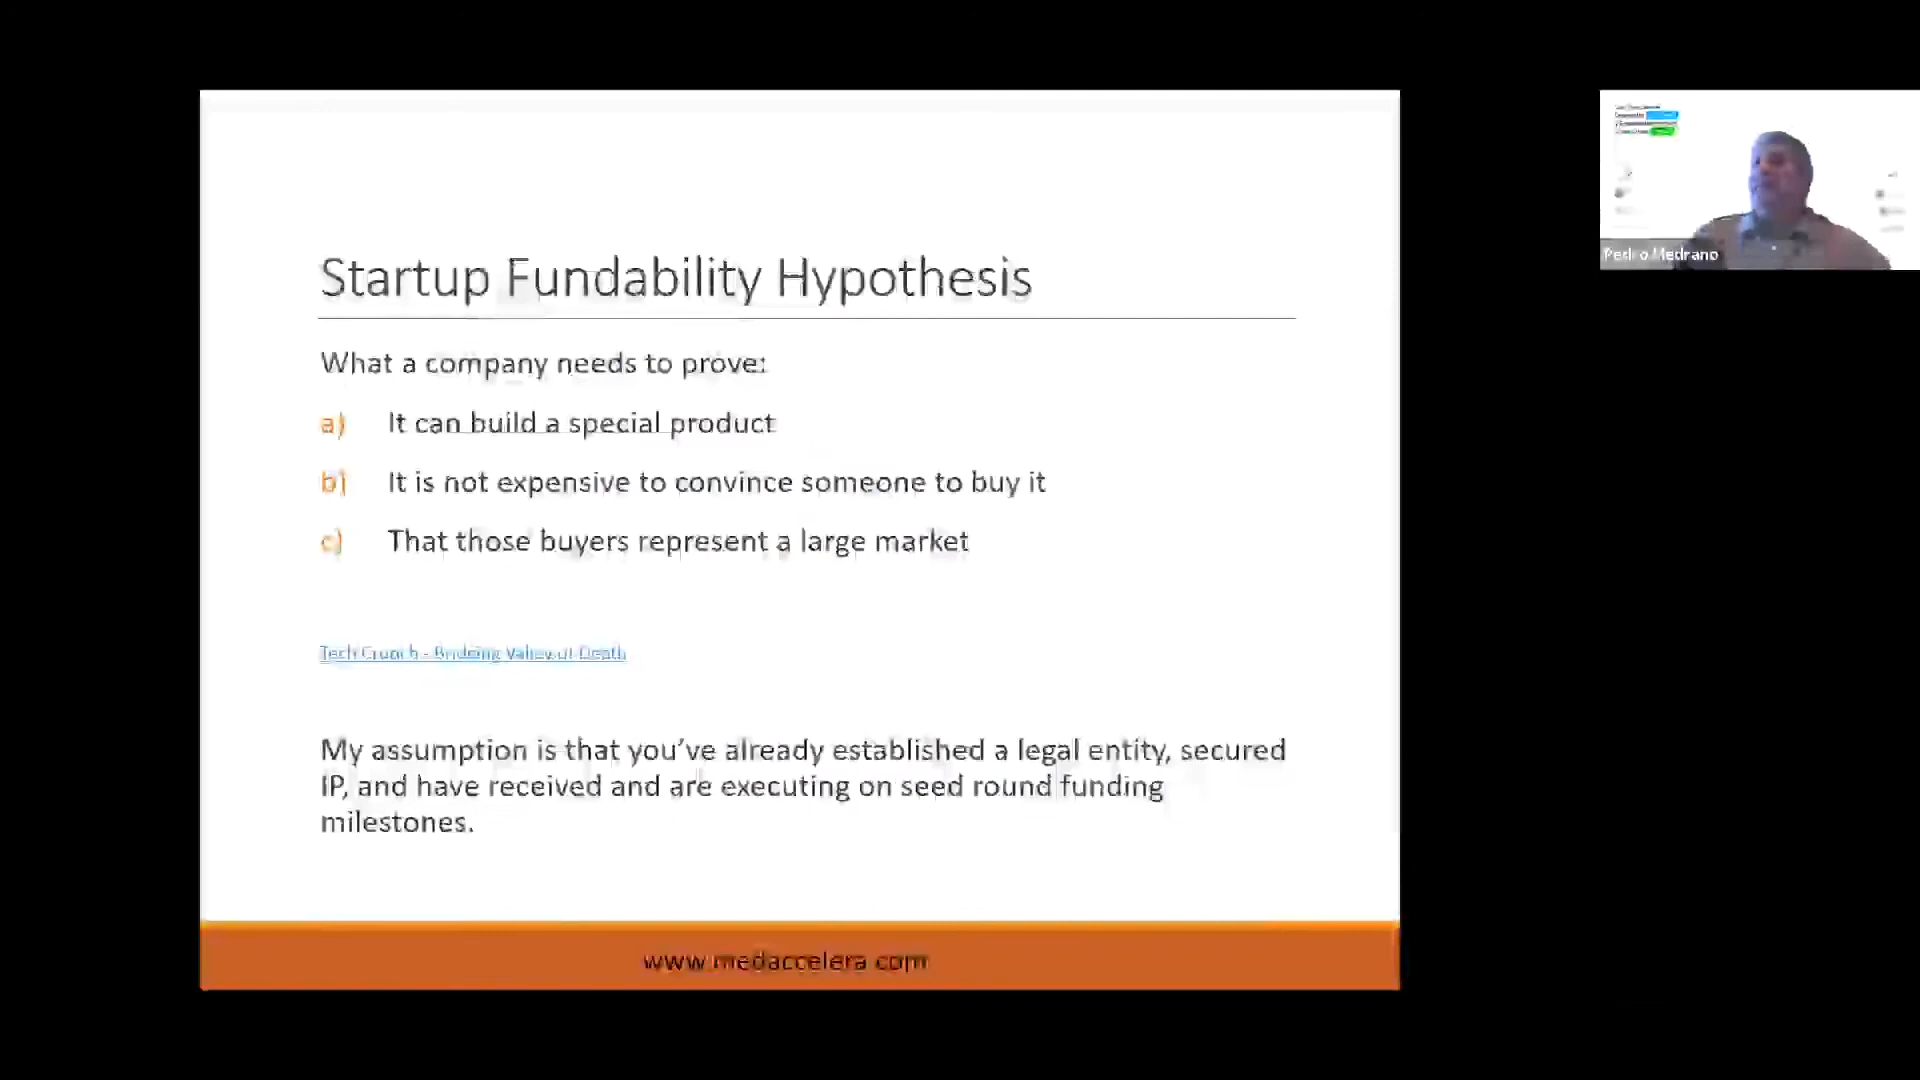 Startup Fundability Hypothesis
What a company needs to prove:
a) It can build a special product
b) It is not expensive to convince someone to buy it
c) That those buyers represent a large market
Tech Crunch - Bridging Valley of Death
My assumption is that you’ve already established a legal entity, secured
IP, and have received and are executing on seed round funding
milestones.
www.medaccelera.com
Pedro Medrano